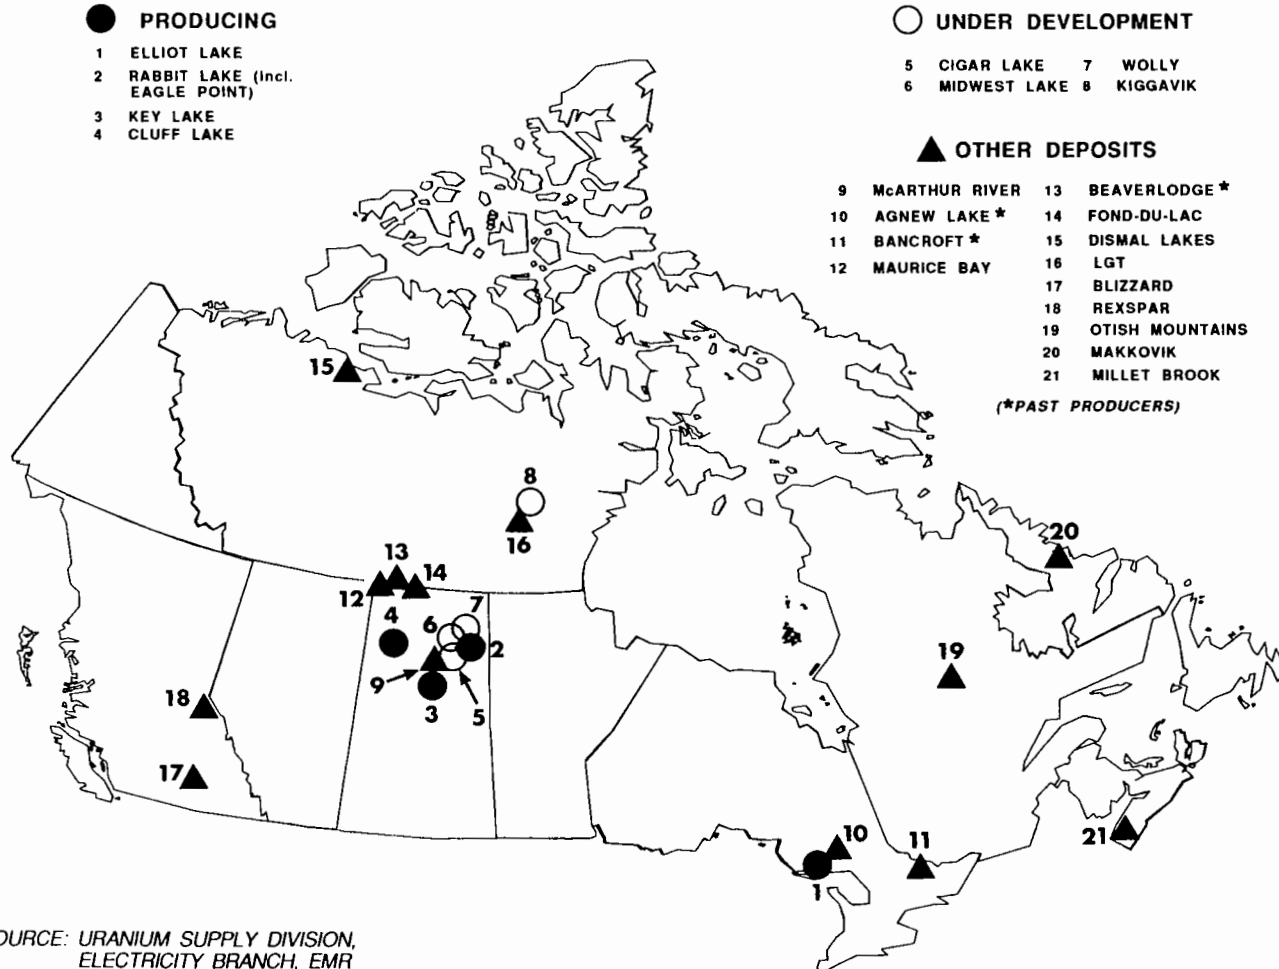 PRODUCING
1 ELLIOT LAKE
2 RABBIT LAKE (incl.
EAGLE POINT)
3 KEY LAKE
4 CLUFF LAKE
UNDER DEVELOPMENT
5 CIGAR LAKE 7 WOLLY
6 MIDWEST LAKE 8 KIGGAVIK
OTHER DEPOSITS
9 McARTHUR RIVER 13 BEAVERLODGE*
10 AGNEW LAKE* 14 FOND-DU-LAC
11 BANCROFT* 15 DISMAL LAKES
12 MAURICE BAY 16 LGT
17 BLIZZARD
18 REXSPAR
19 OTISH MOUNTAINS
20 MAKKOVIK
21 MILLET BROOK
(*PAST PRODUCERS)
15
8
16
20
13
14
12
4
7
6
2
9
3
5
19
18
17
10
11
21
1
OURCE: URANIUM SUPPLY DIVISION,
ELECTRICITY BRANCH, EMR